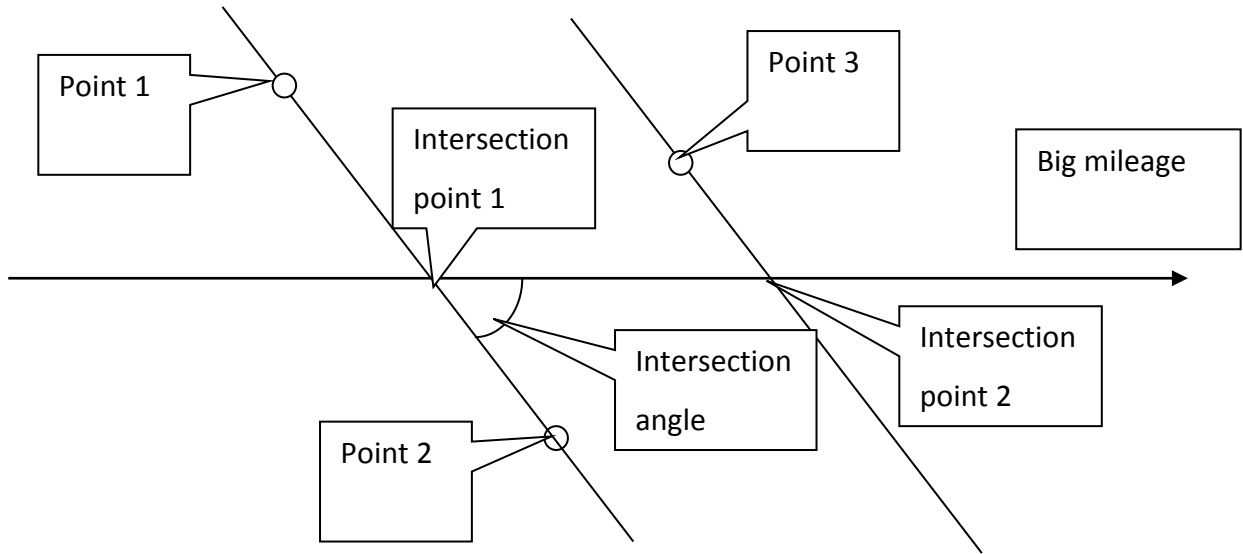 Point 1
Point 3
Intersection
point 1
Big mileage
Intersection
point 2
Intersection
angle
Point 2